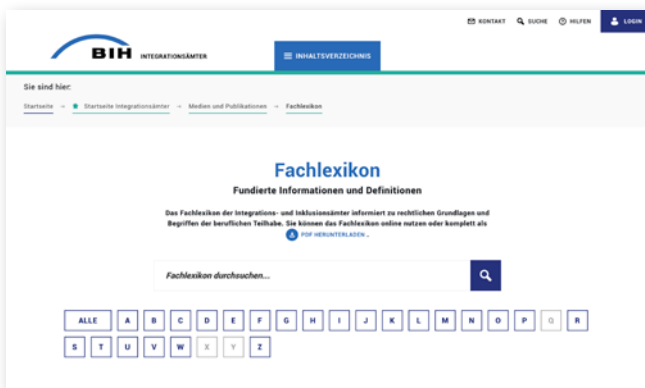 KONTAKT SUCHE HILFEN LOGIN
BIH INTEGRATIONSÄMTER
INHALTSVERZEICHNIS
Sie sind hier:
Startseite → Startseite Integrationsämter → Medien und Publikationen → Fachlexikon
Fachlexikon
Fundierte Informationen und Definitionen
Das Fachlexikon der Integrations- und Inklusionsämter informiert zu rechtlichen Grundlagen und
Begriffen der beruflichen Teilhabe. Sie können das Fachlexikon online nutzen oder komplett als
PDF HERUNTERLADEN .
Fachlexikon durchsuchen...
ALLE A B C D E F G H I J K L M N O P Q R
S T U V W X Y Z